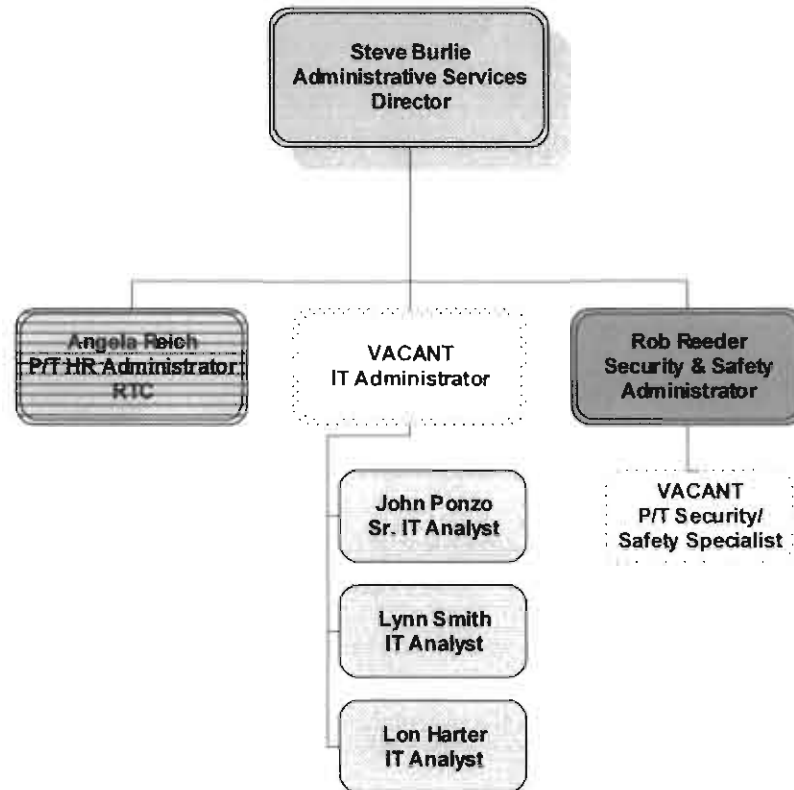 Steve Burlie
Administrative Services
Director
Angela Reich
P/T HR Administrator
RTC
VACANT
IT Administrator
Rob Reeder
Security & Safety
Administrator
John Ponzo
Sr. IT Analyst
Lynn Smith
IT Analyst
Lon Harter
IT Analyst
VACANT
P/T Security/
Safety Specialist